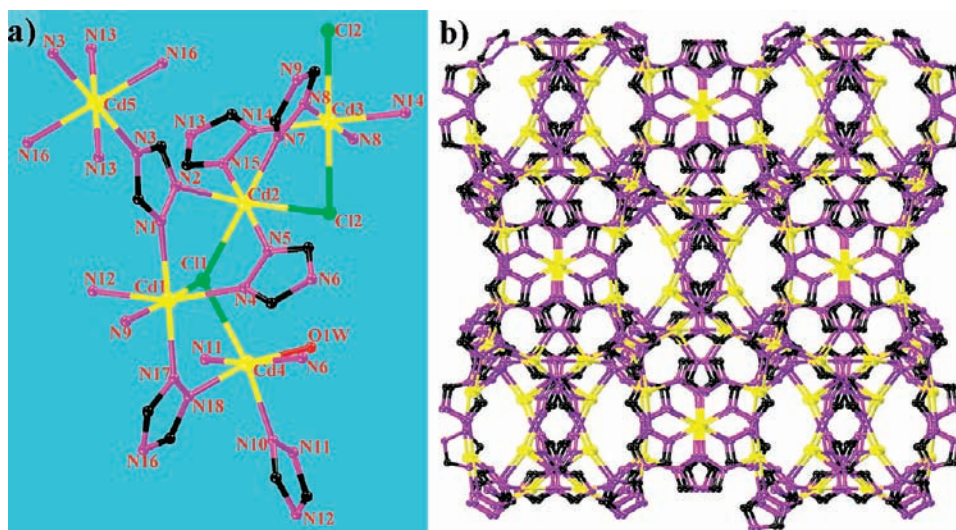 a)
b)
Cl2
N3 N13 N9 N16 N8 Cd3 N14
Cd5 N14
N13 N7 N8
N16 N3 N15
N13 N2 Cd2 Cl2
N1 N5
N12 Cl1 N6
Cd1 N4
N9 O1W
N11 N6
N17 Cd4
N18
N10 N11
N16
N12